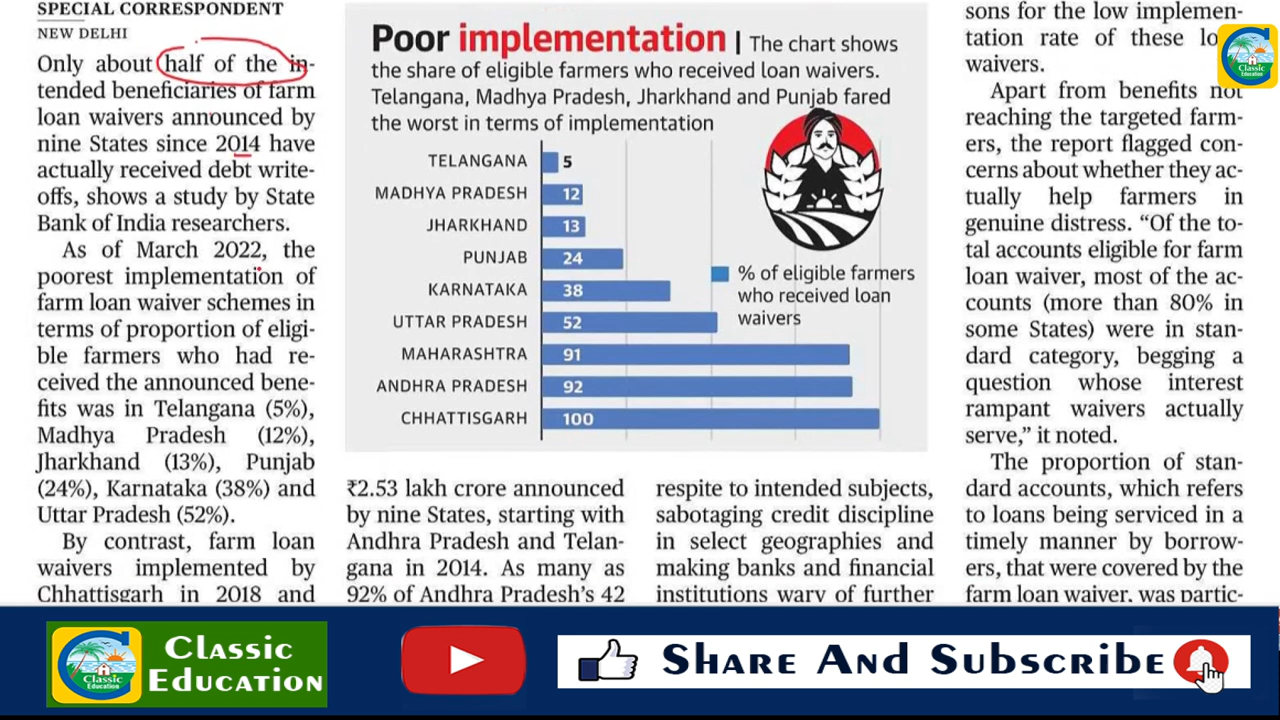 SPECIAL CORRESPONDENT
NEW DELHI
Only about half of the in-
tended beneficiaries of farm
loan waivers announced by
nine States since 2014 have
actually received debt write-
offs, shows a study by State
Bank of India researchers.
As of March 2022, the
poorest implementation of
farm loan waiver schemes in
terms of proportion of eligi-
ble farmers who had re-
ceived the announced bene-
fits was in Telangana (5%),
Madhya Pradesh (12%),
Jharkhand (13%), Punjab
(24%), Karnataka (38%) and
Uttar Pradesh (52%).
By contrast, farm loan
waivers implemented by
Chhattisgarh in 2018 and
Poor implementation | The chart shows
the share of eligible farmers who received loan waivers.
Telangana, Madhya Pradesh, Jharkhand and Punjab fared
the worst in terms of implementation
TELANGANA 5
MADHYA PRADESH 12
JHARKHAND 13
PUNJAB 24
KARNATAKA 38
UTTAR PRADESH 52
MAHARASHTRA 91
ANDHRA PRADESH 92
CHHATTISGARH 100
% of eligible farmers
who received loan
waivers
₹2.53 lakh crore announced
by nine States, starting with
Andhra Pradesh and Telan-
gana in 2014. As many as
92% of Andhra Pradesh's 42
respite to intended subjects,
sabotaging credit discipline
in select geographies and
making banks and financial
institutions wary of further
sons for the low implemen-
tation rate of these
waivers.
Apart from benefits not
reaching the targeted farm-
ers, the report flagged con-
cerns about whether they ac-
tually help farmers in
genuine distress. “Of the to-
tal accounts eligible for farm
loan waiver, most of the ac-
counts (more than 80% in
some States) were in stan-
dard category, begging a
question whose interest
rampant waivers actually
serve,” it noted.
The proportion of stan-
dard accounts, which refers
to loans being serviced in a
timely manner by borrow-
ers, that were covered by the
farm loan waiver, was partic-
Classic
Education
Classic
Education
Classic
Education
Share And Subscribe